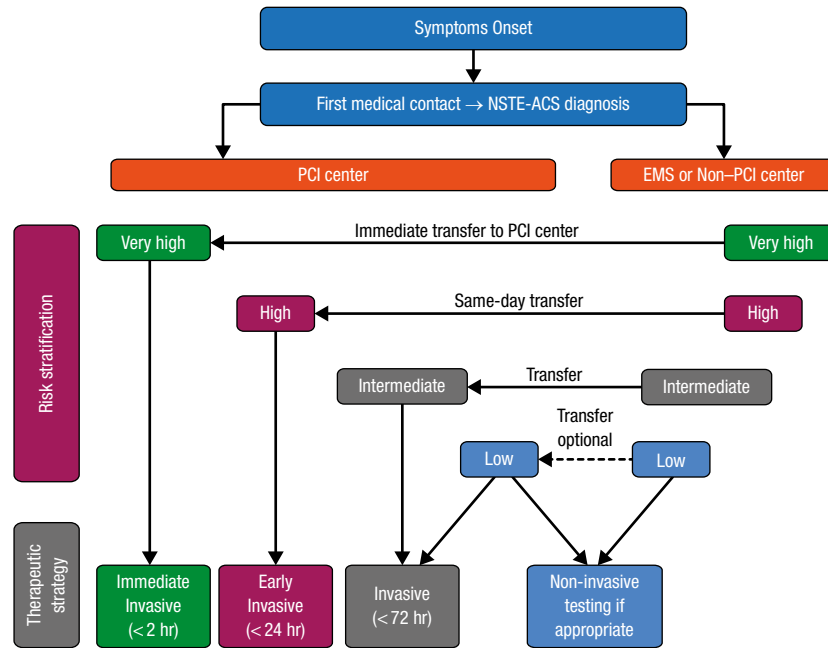 Symptoms Onset
First medical contact → NSTE-ACS diagnosis
PCI center
EMS or Non–PCI center
Risk stratification
Very high
Immediate transfer to PCI center
Very high
High
Same-day transfer
High
Intermediate
Transfer
Intermediate
Low
Transfer
optional
Low
Therapeutic
strategy
Immediate
Invasive
(< 2 hr)
Early
Invasive
(< 24 hr)
Invasive
(< 72 hr)
Non-invasive
testing if
appropriate